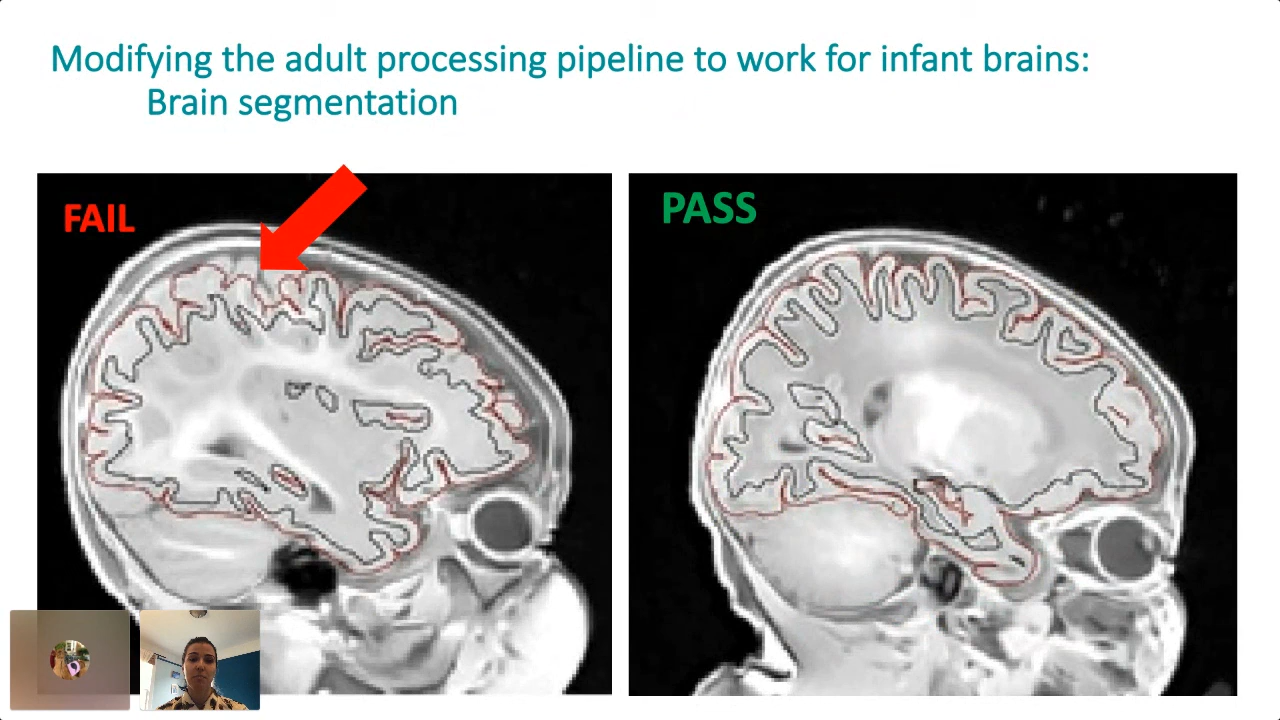 Modifying the adult processing pipeline to work for infant brains:
Brain segmentation
FAIL
PASS